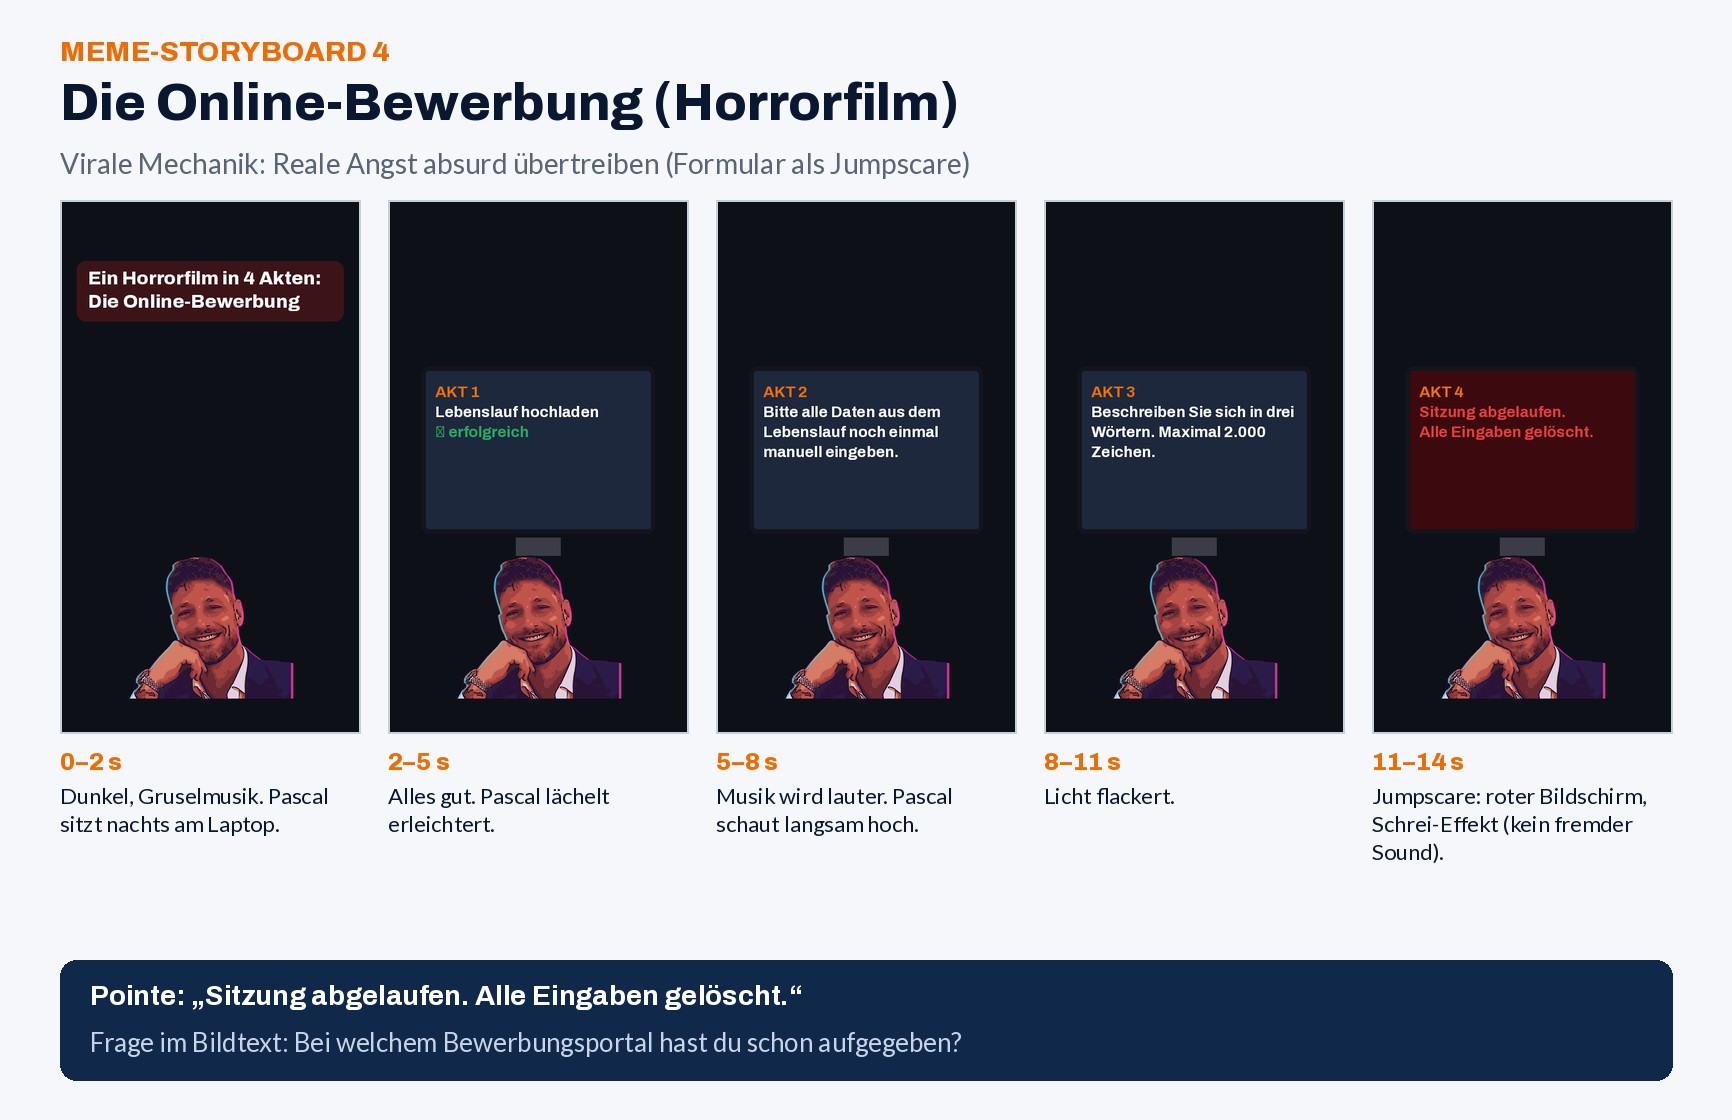 MEME-STORYBOARD 4
Die Online-Bewerbung (Horrorfilm)
Virale Mechanik: Reale Angst absurd übertreiben (Formular als Jumpscare)
Ein Horrorfilm in 4 Akten:
Die Online-Bewerbung
AKT 1
Lebenslauf hochladen
erfolgreich
AKT 2
Bitte alle Daten aus dem
Lebenslauf noch einmal
manuell eingeben.
AKT 3
Beschreiben Sie sich in drei
Wörtern. Maximal 2.000
Zeichen.
AKT 4
Sitzung abgelaufen.
Alle Eingaben gelöscht.
0–2 s
Dunkel, Gruselmusik. Pascal
sitzt nachts am Laptop.
2–5 s
Alles gut. Pascal lächelt
erleichtert.
5–8 s
Musik wird lauter. Pascal
schaut langsam hoch.
8–11 s
Licht flackert.
11–14 s
Jumpscare: roter Bildschirm,
Schrei-Effekt (kein fremder
Sound).
Pointe: „Sitzung abgelaufen. Alle Eingaben gelöscht.“
Frage im Bildtext: Bei welchem Bewerbungsportal hast du schon aufgegeben?